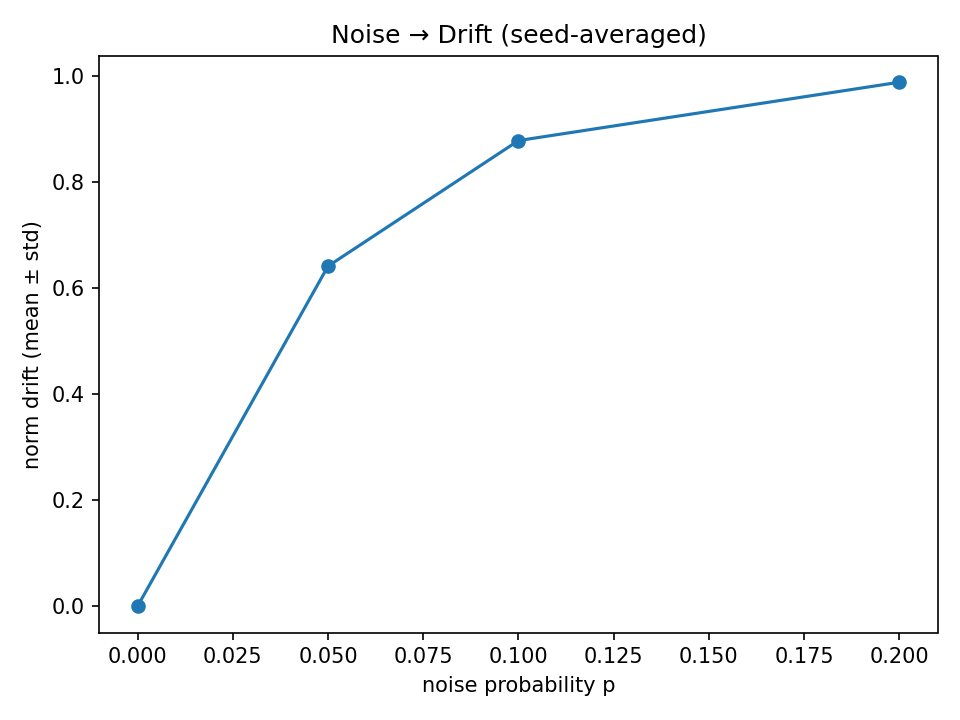 Noise → Drift (seed-averaged)
norm drift (mean ± std)
1.0
0.8
0.6
0.4
0.2
0.0
0.000 0.025 0.050 0.075 0.100 0.125 0.150 0.175 0.200
noise probability p